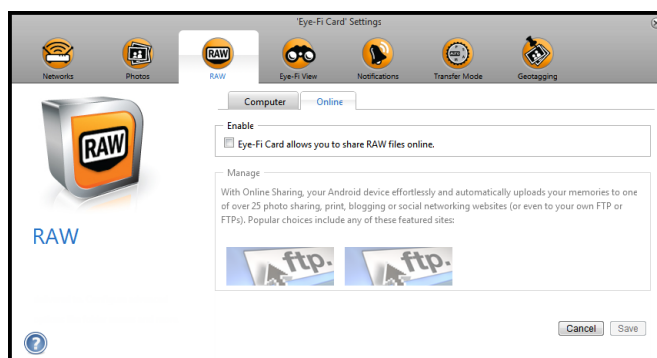 'Eye-Fi Card' Settings
RAW
Networks
Photos
RAW
Eye-Fi View
Notifications
Transfer Mode
Geotagging
Computer
Online
Enable
Eye-Fi Card allows you to share RAW files online.
Manage
With Online Sharing, your Android device effortlessly and automatically uploads your memories to one
of over 25 photo sharing, print, blogging or social networking websites (or even to your own FTP or
FTPs). Popular choices include any of these featured sites:
RAW
RAW
ftp.
ftp.
Cancel
Save
?